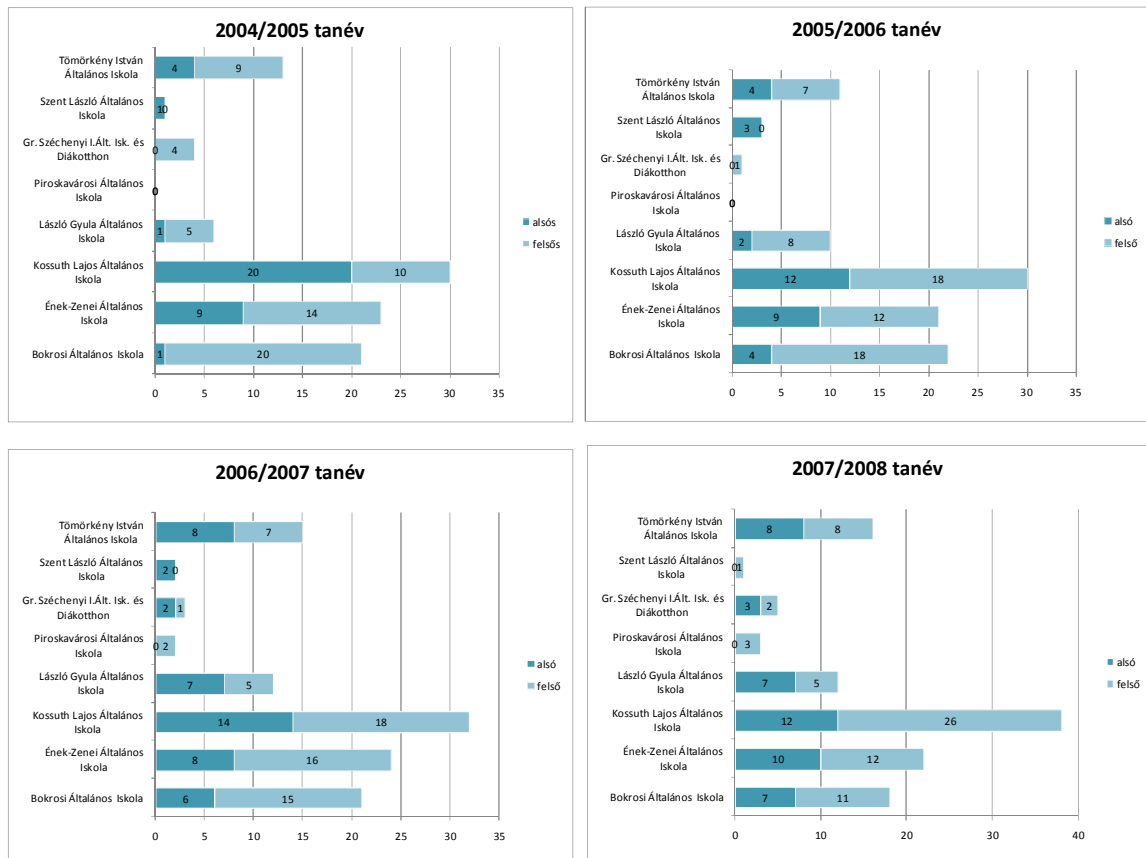 2004/2005 tanév
Tömörkény István
Általános Iskola
4 9
Szent László Általános
Iskola
1 0
Gr. Széchenyi I.Ált. Isk. és
Diákotthon
0 4
Piroskavárosi Általános
Iskola
0
László Gyula Általános
Iskola
1 5
Kossuth Lajos Általános
Iskola
20 10
Ének-Zenei Általános
Iskola
9 14
Bokrosi Általános Iskola
1 20
0 5 10 15 20 25 30 35
alsós
felsős
2005/2006 tanév
Tömörkény István
Általános Iskola
4 7
Szent László Általános
Iskola
3 0
Gr. Széchenyi I.Ált. Isk. és
Diákotthon
0 1
Piroskavárosi Általános
Iskola
0
László Gyula Általános
Iskola
2 8
Kossuth Lajos Általános
Iskola
12 18
Ének-Zenei Általános
Iskola
9 12
Bokrosi Általános Iskola
4 18
0 5 10 15 20 25 30 35
alsó
felső
2006/2007 tanév
Tömörkény István
Általános Iskola
8 7
Szent László Általános
Iskola
2 0
Gr. Széchenyi I.Ált. Isk. és
Diákotthon
2 1
Piroskavárosi Általános
Iskola
0 2
László Gyula Általános
Iskola
7 5
Kossuth Lajos Általános
Iskola
14 18
Ének-Zenei Általános
Iskola
8 16
Bokrosi Általános Iskola
6 15
0 5 10 15 20 25 30 35
alsó
felső
2007/2008 tanév
Tömörkény István
Általános Iskola
8 8
Szent László Általános
Iskola
0 1
Gr. Széchenyi I.Ált. Isk. és
Diákotthon
3 2
Piroskavárosi Általános
Iskola
0 3
László Gyula Általános
Iskola
7 5
Kossuth Lajos Általános
Iskola
12 26
Ének-Zenei Általános
Iskola
10 12
Bokrosi Általános Iskola
7 11
0 10 20 30 40
alsó
felső